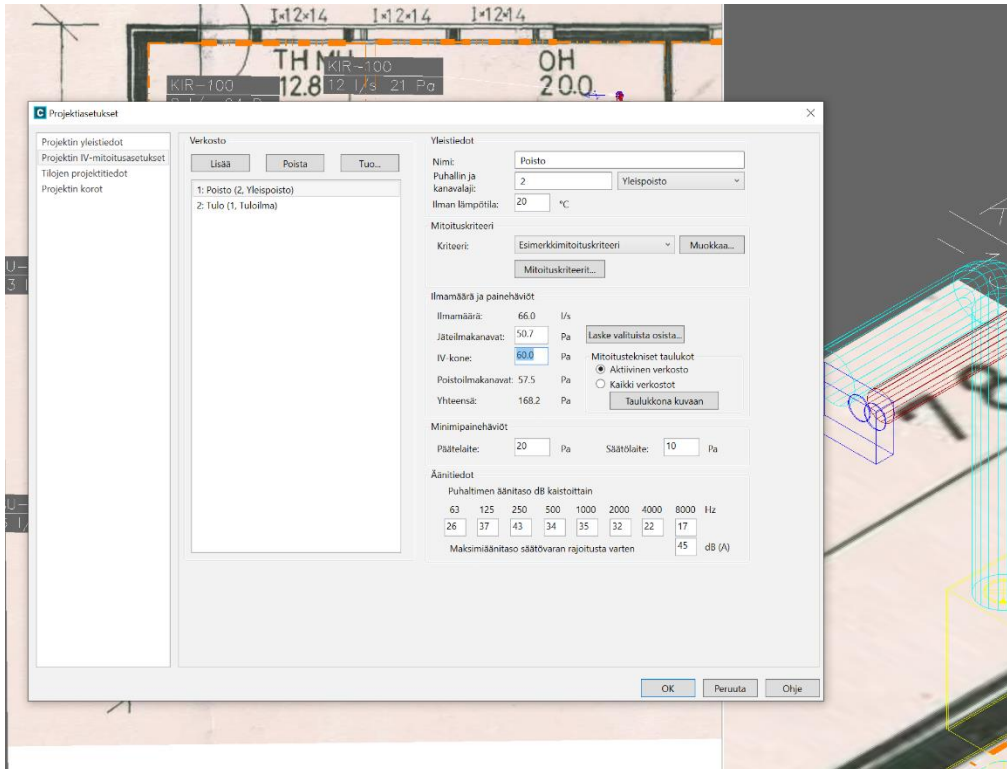 I×12×14 I×12×14 I×12×14
TH MH OH
KIR-100
KIR-100 12.8 12 l/s 21 Pa 20.0
Projektiasetukset
Projektin yleistiedot
Projektin IV-mitoitusasetukset
Tilojen projektitiedot
Projektin korot
Verkosto
Lisää Poista Tuo...
1: Poisto (2, Yleispoisto)
2: Tulo (1, Tuloilma)
Yleistiedot
Nimi: Poisto
Puhallin ja
kanavalaji: 2 Yleispoisto
Ilman lämpötila: 20 °C
Mitoituskriteeri
Kriteeri: Esimerkkimitoituskriteeri Muokkaa...
Mitoituskriteerit...
Ilmamäärä ja painehäviöt
Ilmamäärä: 66.0 l/s
Jäteilmakanavat: 50.7 Pa Laske valituista osista...
IV-kone: 60.0 Pa Mitoitustekniset taulukot
Aktiivinen verkosto
Poistoilmakanavat: 57.5 Pa
Kaikki verkostot
Yhteensä: 168.2 Pa Taulukkona kuvaan
Minimipainehäviöt
Päätelaite: 20 Pa Säätölaite: 10 Pa
Äänitiedot
Puhaltimen äänitaso dB kaistoittain
63 125 250 500 1000 2000 4000 8000 Hz
26 37 43 34 35 32 22 17
Maksimiäänitaso säätövaran rajoitusta varten 45 dB (A)
OK Peruuta Ohje